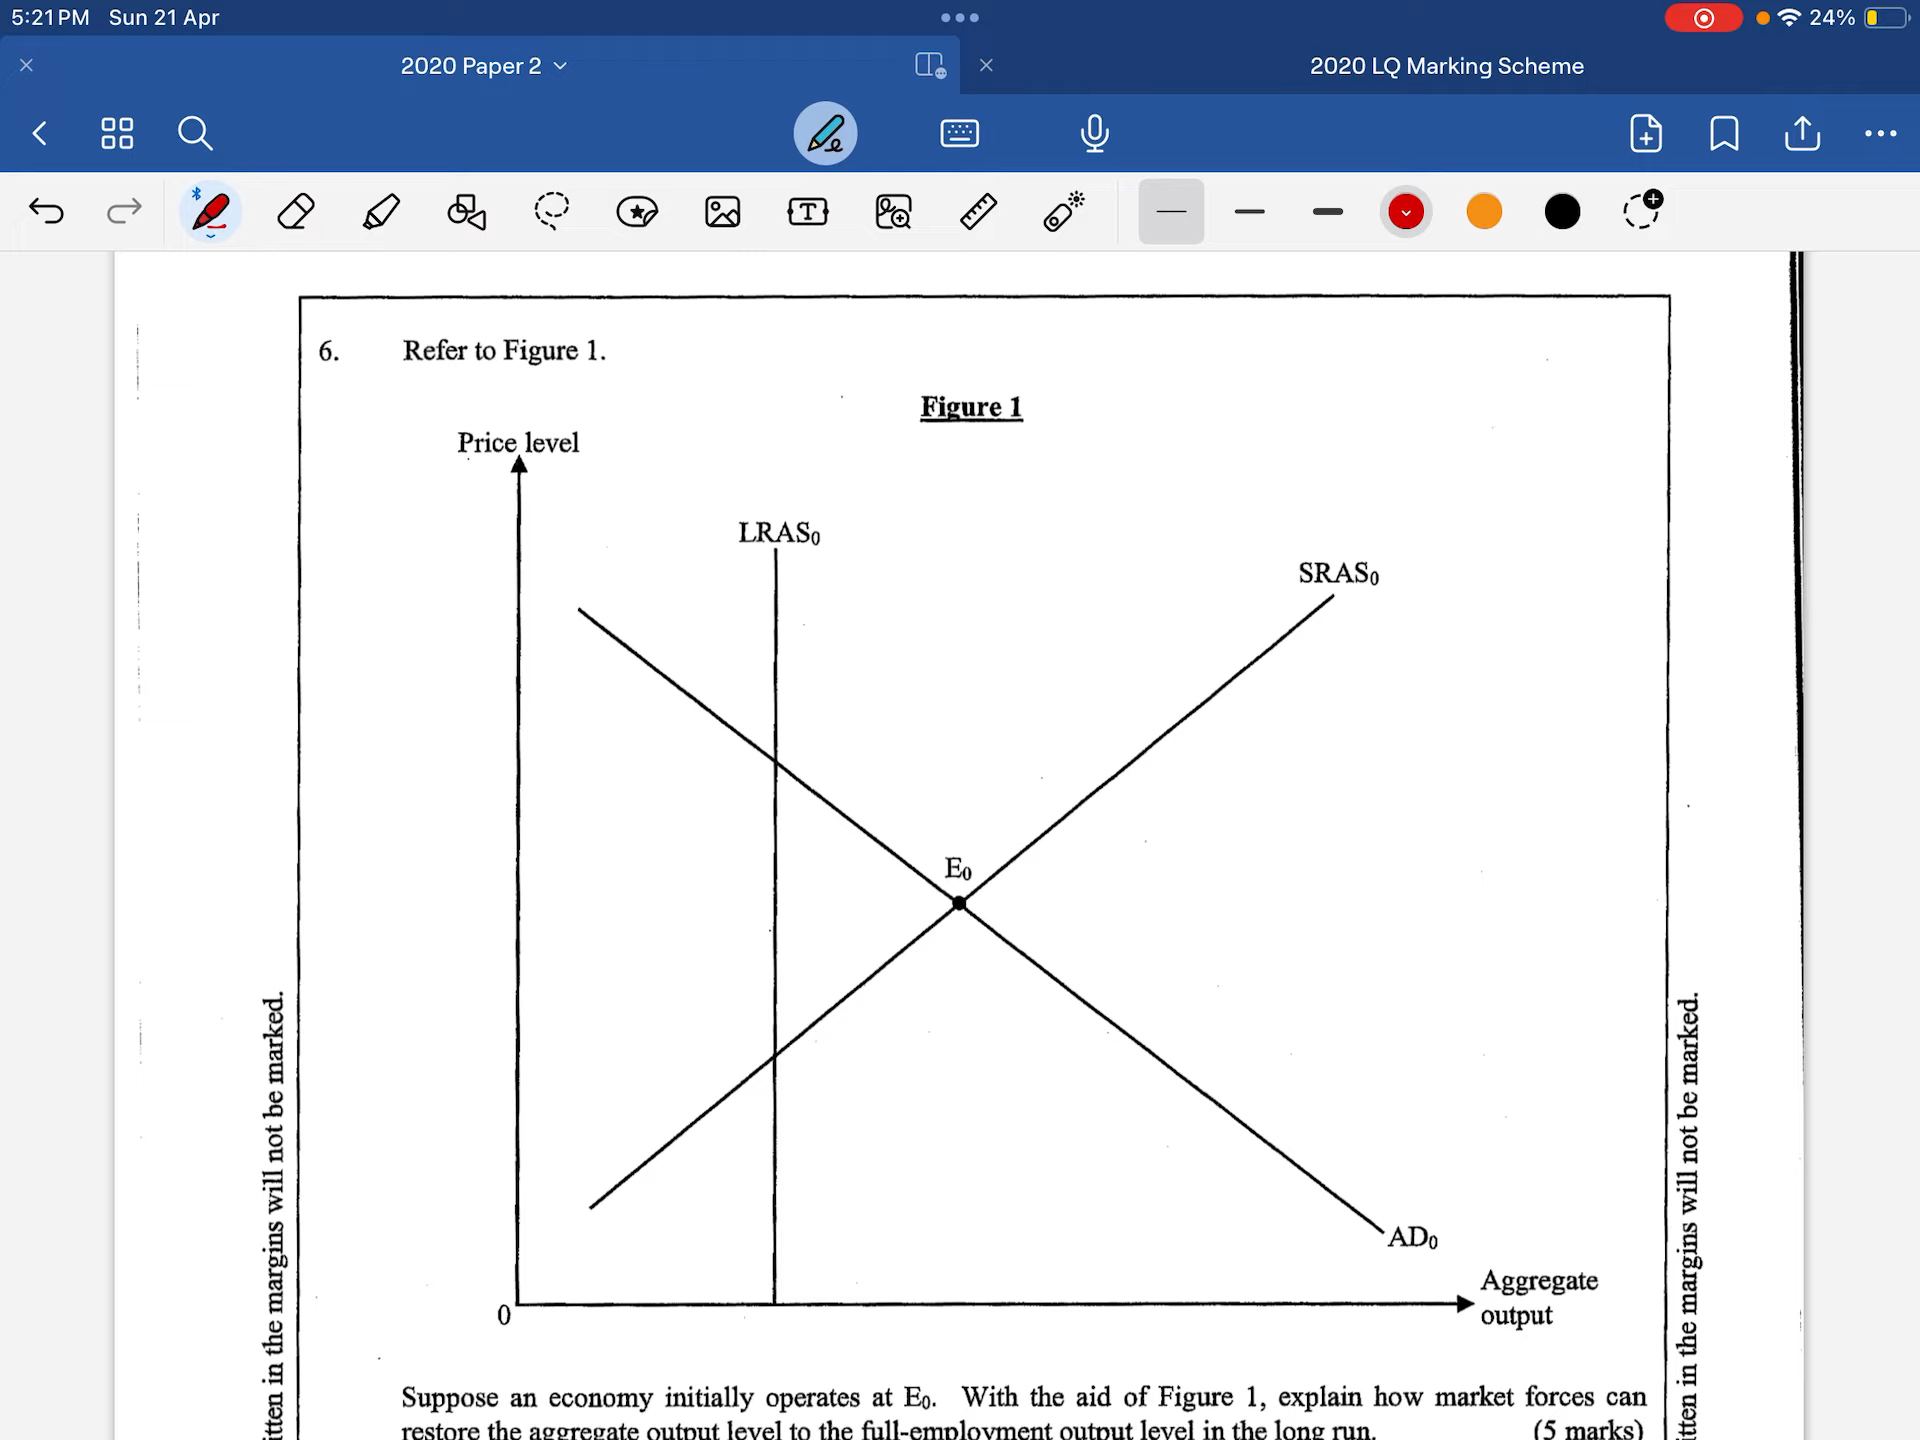 5:21 PM Sun 21 Apr
24%
2020 Paper 2
2020 LQ Marking Scheme
6. Refer to Figure 1.
Figure 1
Price level
LRAS₀
SRAS₀
E₀
AD₀
Aggregate
output
0
Suppose an economy initially operates at E₀. With the aid of Figure 1, explain how market forces can
restore the aggregate output level to the full-employment output level in the long run. (5 marks)
itten in the margins will not be marked.
itten in the margins will not be marked.